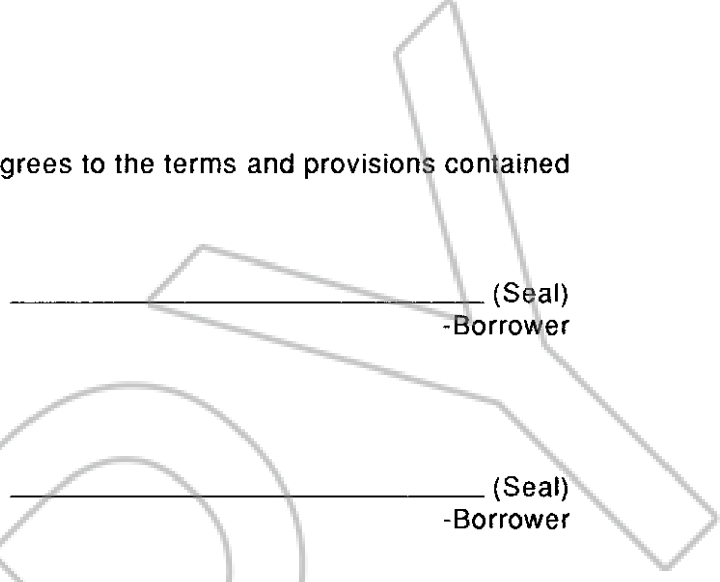 grees to the terms and provisions contained
(Seal)
-Borrower
(Seal)
-Borrower